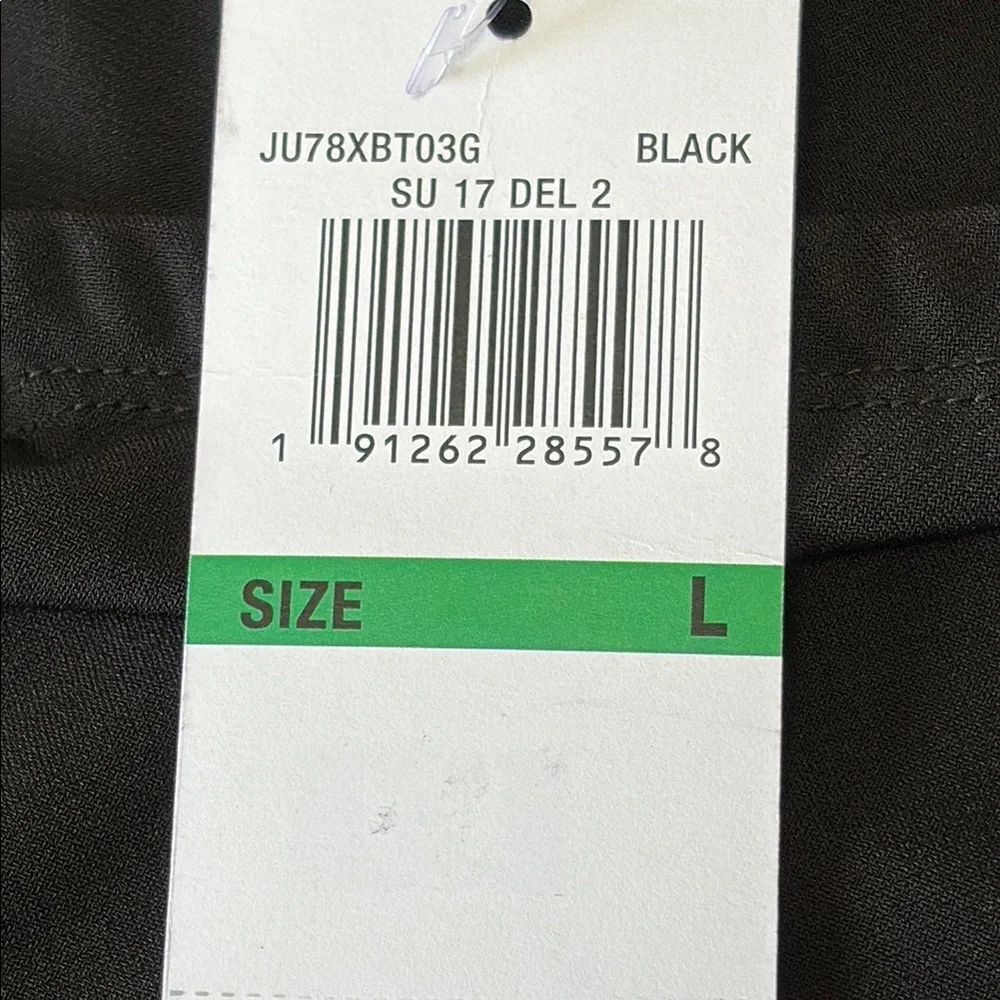 JU78XBT03G BLACK
SU 17 DEL 2
1 91262 28557 8
SIZE L